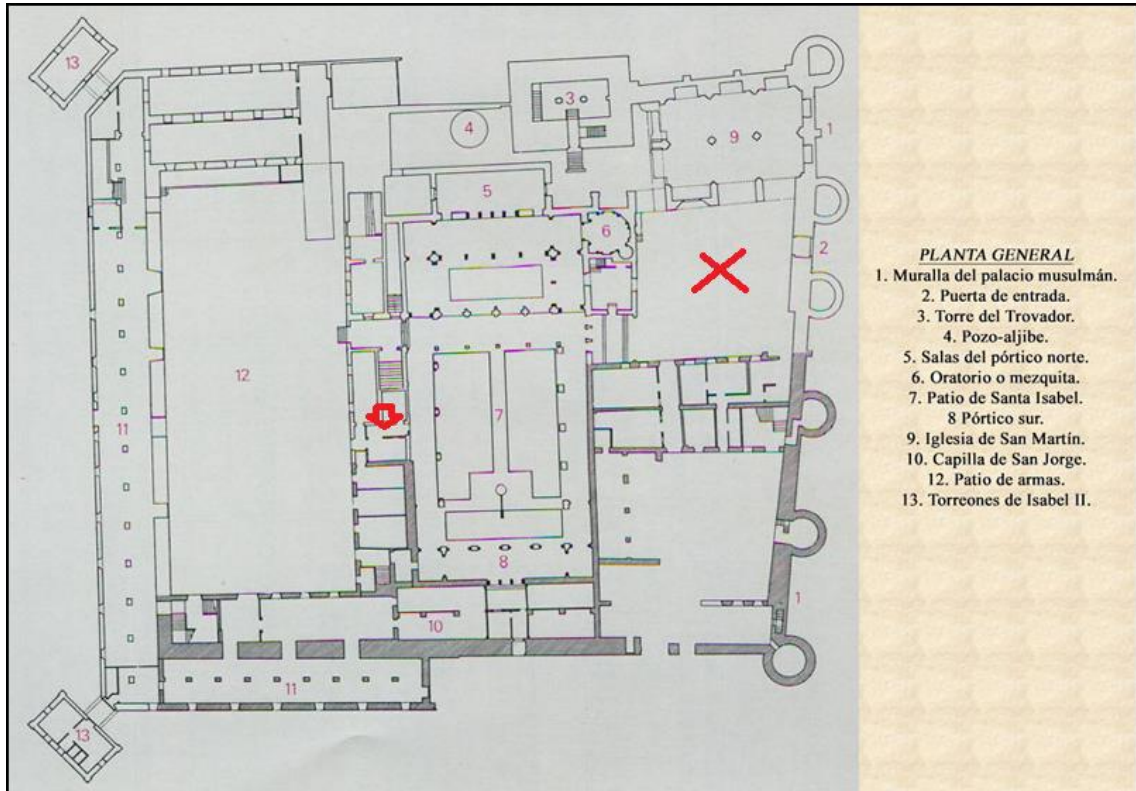 13
3
1
4
9
5
6
2
12
11
7
8
1
10
11
13
PLANTA GENERAL
1. Muralla del palacio musulmán.
2. Puerta de entrada.
3. Torre del Trovador.
4. Pozo-aljibe.
5. Salas del pórtico norte.
6. Oratorio o mezquita.
7. Patio de Santa Isabel.
8 Pórtico sur.
9. Iglesia de San Martín.
10. Capilla de San Jorge.
12. Patio de armas.
13. Torreones de Isabel II.